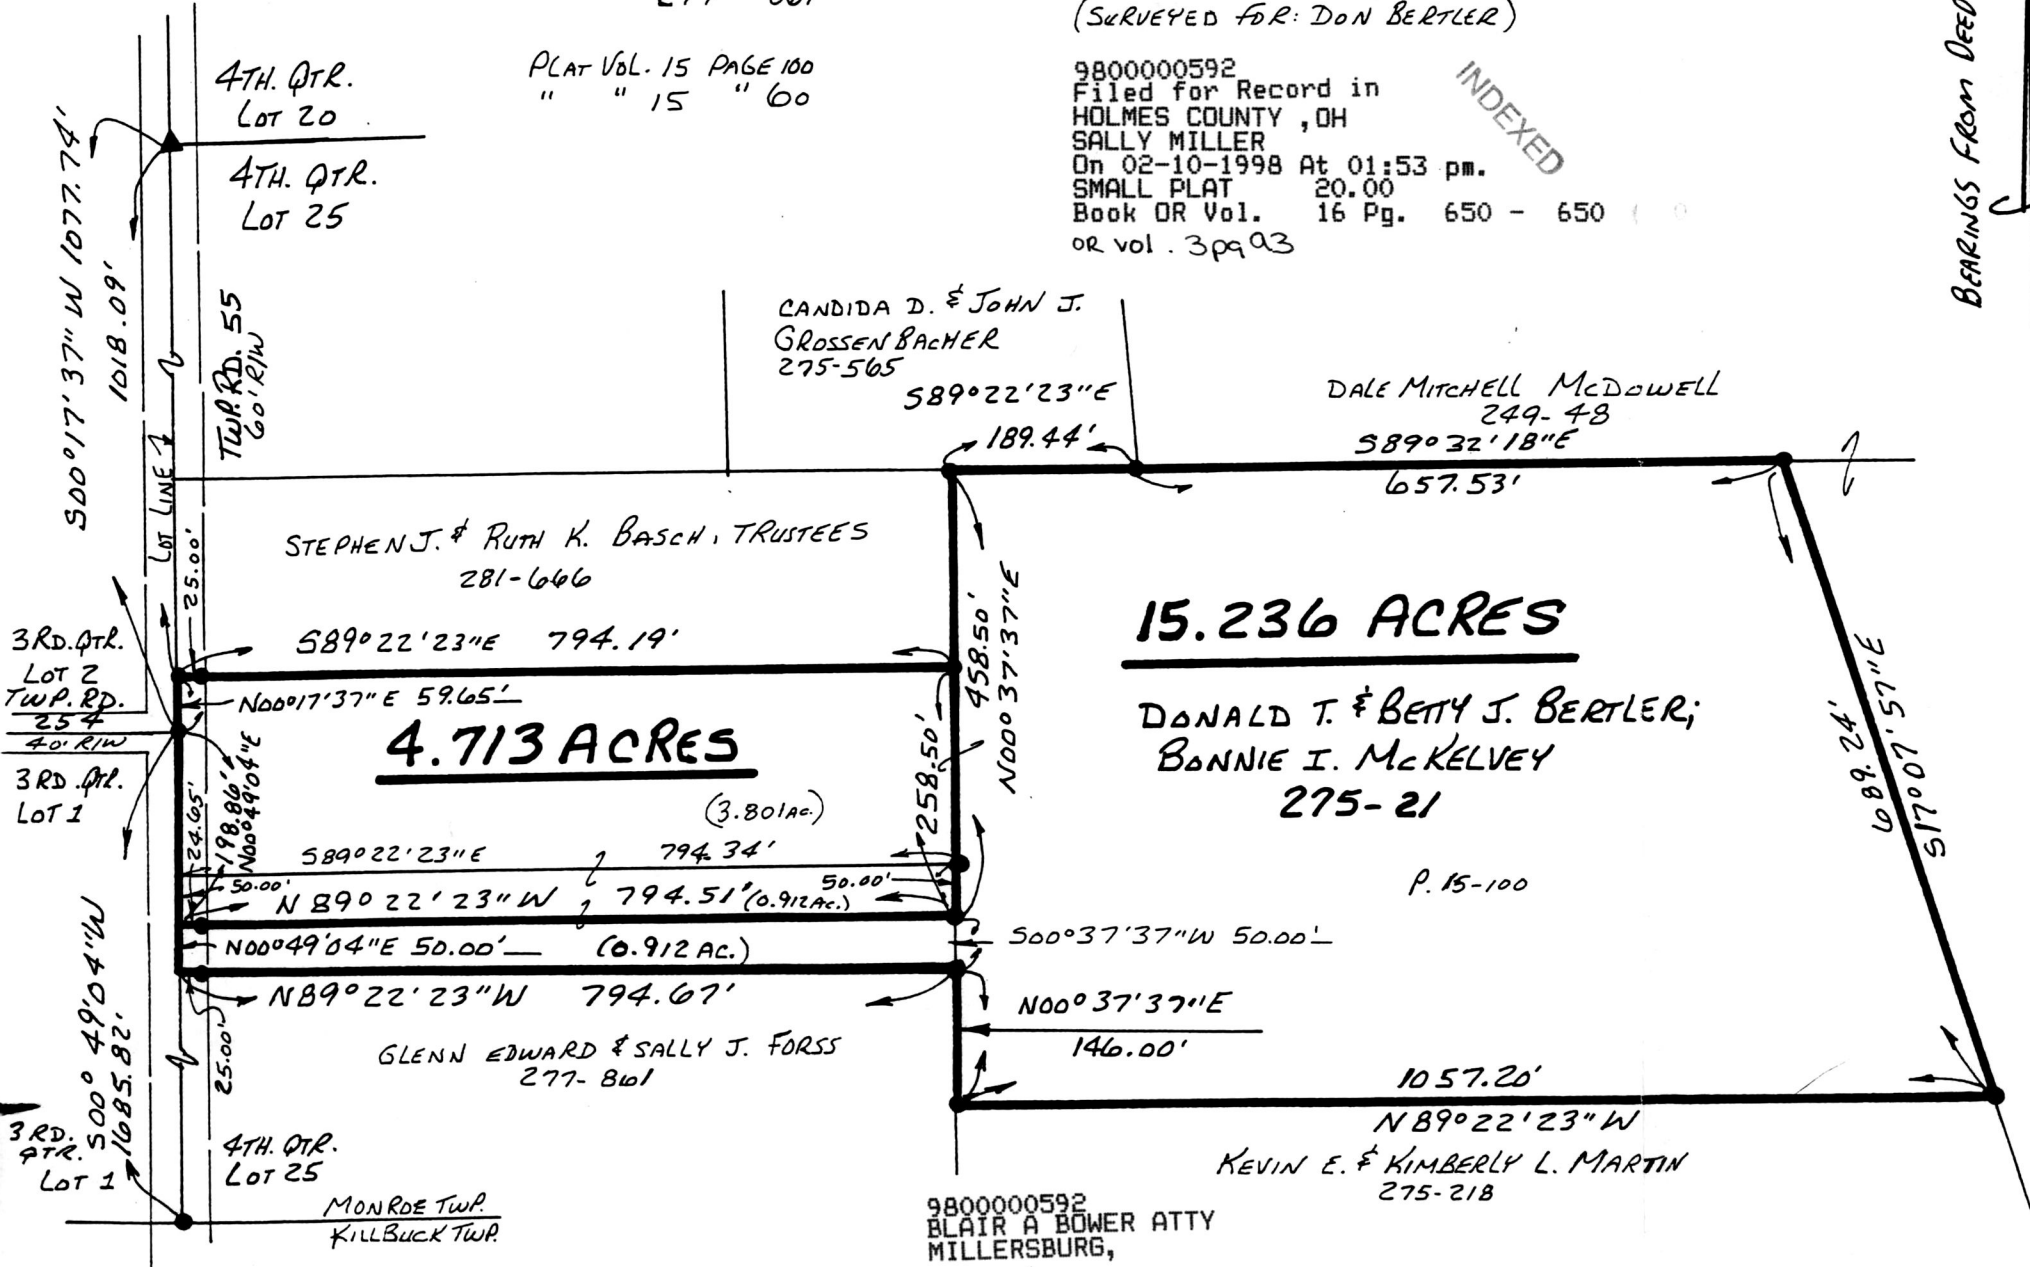 (SURVEYED FOR: DON BERTLER)
PLAT VOL. 15 PAGE 100
" " 15 " 60
9800000592
Filed for Record in
HOLMES COUNTY ,OH
SALLY MILLER
On 02-10-1998 At 01:53 pm.
SMALL PLAT 20.00
Book OR Vol. 16 Pg. 650 - 650
OR vol. 3pg 93
INDEXED
BEARINGS FROM DEED
4TH. QTR.
LOT 20
4TH. QTR.
LOT 25
S00°17'37"W 1077.74'
1018.09'
TWP. RD. 55
60' R/W
LOT LINE
CANDIDA D. & JOHN J.
GROSSENBACHER
275-565
S89°22'23"E
189.44'
DALE MITCHELL McDOWELL
249-48
S89°32'18"E
657.53'
STEPHEN J. & RUTH K. BASCH, TRUSTEES
281-666
25.00'
S89°22'23"E 794.19'
458.50'
N00°37'37"E
15.236 ACRES
DONALD T. & BETTY J. BERTLER;
BONNIE I. McKELVEY
275-21
P. 15-100
689.24'
S17°07'57"E
3RD. QTR.
LOT 2
TWP. RD.
254
40' R/W
3RD. QTR.
LOT 1
N00°17'37"E 59.65'
4.713 ACRES
(3.801 AC.)
258.50'
24.65'
198.86'
N00°49'04"E
S89°22'23"E 794.34'
50.00'
50.00'
N 89°22'23"W 794.51' (0.912 AC.)
N00°49'04"E 50.00' (0.912 AC.)
S00°37'37"W 50.00'
N89°22'23"W 794.67'
N00°37'37"E
146.00'
25.00'
GLENN EDWARD & SALLY J. FORSS
277-861
1057.20'
N89°22'23"W
KEVIN E. & KIMBERLY L. MARTIN
275-218
S00°49'04"W
1685.82'
3RD.
QTR.
LOT 1
4TH. QTR.
LOT 25
MONROE TWP.
KILLBUCK TWP.
9800000592
BLAIR A BOWER ATTY
MILLERSBURG,